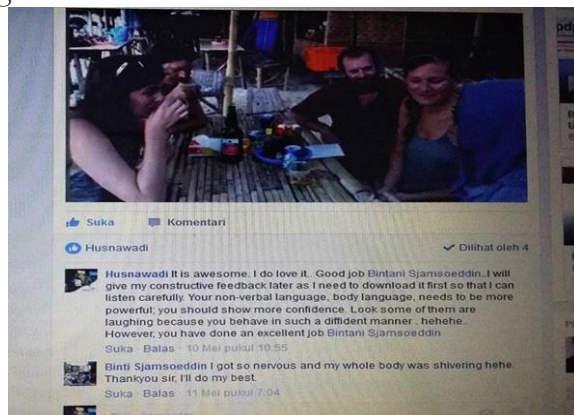 Suka Komentari
Husnawadi ✓ Dilihat oleh 4
Husnawadi It is awesome. I do love it.. Good job Bintani Sjamsoeddin..I will
give my constructive feedback later as I need to download it first so that I can
listen carefully. Your non-verbal language, body language, needs to be more
powerful; you should show more confidence. Look some of them are
laughing because you behave in such a diffident manner . hehehe..
However, you have done an excellent job Bintani Sjamsoeddin
Suka · Balas · 10 Mei pukul 10:55
Binti Sjamsoeddin I got so nervous and my whole body was shivering hehe.
Thankyou sir, I'll do my best.
Suka · Balas · 11 Mei pukul 7:04